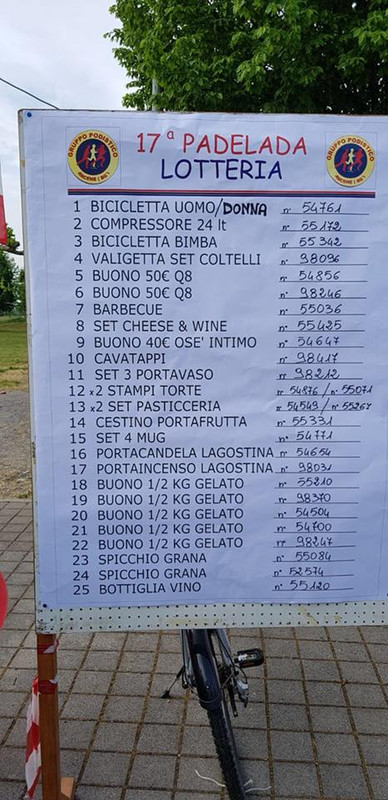 GRUPPO PODISTICO
17ª PADELADA
LOTTERIA
GRUPPO PODISTICO
1 BICICLETTA UOMO/DONNA n° 54761
2 COMPRESSORE 24 lt n° 55172
3 BICICLETTA BIMBA n° 55342
4 VALIGETTA SET COLTELLI n° 98096
5 BUONO 50€ Q8 n° 54856
6 BUONO 50€ Q8 n° 98246
7 BARBECUE n° 55036
8 SET CHEESE & WINE n° 55425
9 BUONO 40€ OSE' INTIMO n° 54647
10 CAVATAPPI n° 98417
11 SET 3 PORTAVASO n° 98212
12 x2 STAMPI TORTE n° 54876 / n° 55071
13 x2 SET PASTICCERIA n° 54549 / n° 55267
14 CESTINO PORTAFRUTTA n° 55331
15 SET 4 MUG n° 54771
16 PORTACANDELA LAGOSTINA n° 54654
17 PORTAINCENSO LAGOSTINA n° 98031
18 BUONO 1/2 KG GELATO n° 55210
19 BUONO 1/2 KG GELATO n° 98370
20 BUONO 1/2 KG GELATO n° 54504
21 BUONO 1/2 KG GELATO n° 54700
22 BUONO 1/2 KG GELATO n° 98247
23 SPICCHIO GRANA n° 55084
24 SPICCHIO GRANA n° 52574
25 BOTTIGLIA VINO n° 55120